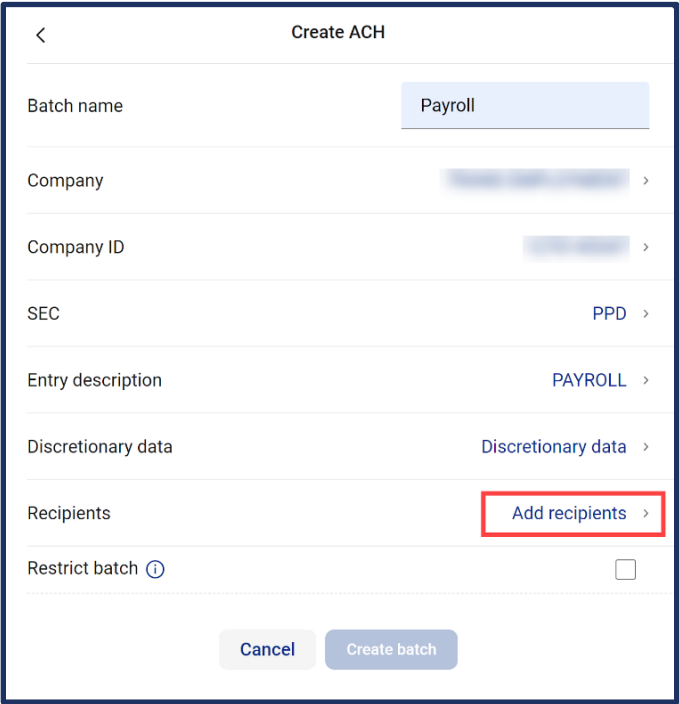 Create ACH
Batch name Payroll
Company
Company ID
SEC PPD
Entry description PAYROLL
Discretionary data Discretionary data
Recipients Add recipients
Restrict batch
Cancel Create batch